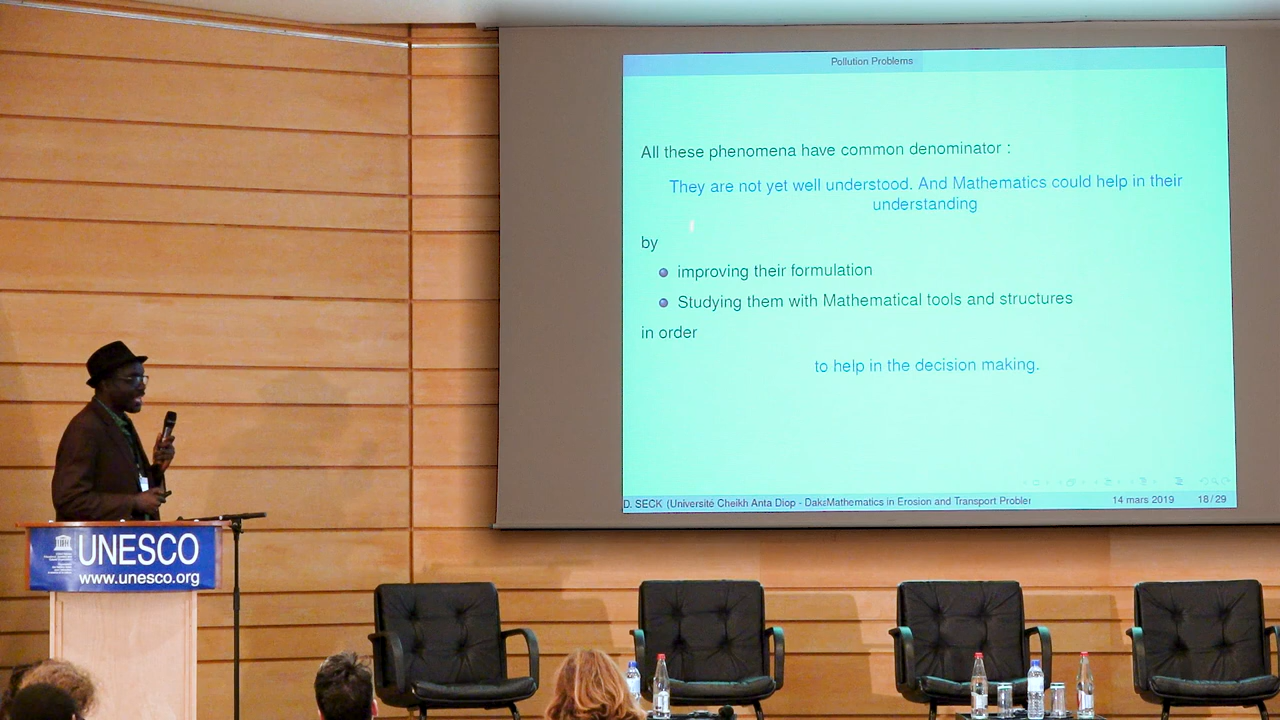 Pollution Problems
All these phenomena have common denominator :
They are not yet well understood. And Mathematics could help in their
understanding
by
improving their formulation
Studying them with Mathematical tools and structures
in order
to help in the decision making.
D. SECK (Université Cheikh Anta Diop - Daka Mathematics in Erosion and Transport Probler
14 mars 2019
18 / 29
UNESCO
www.unesco.org